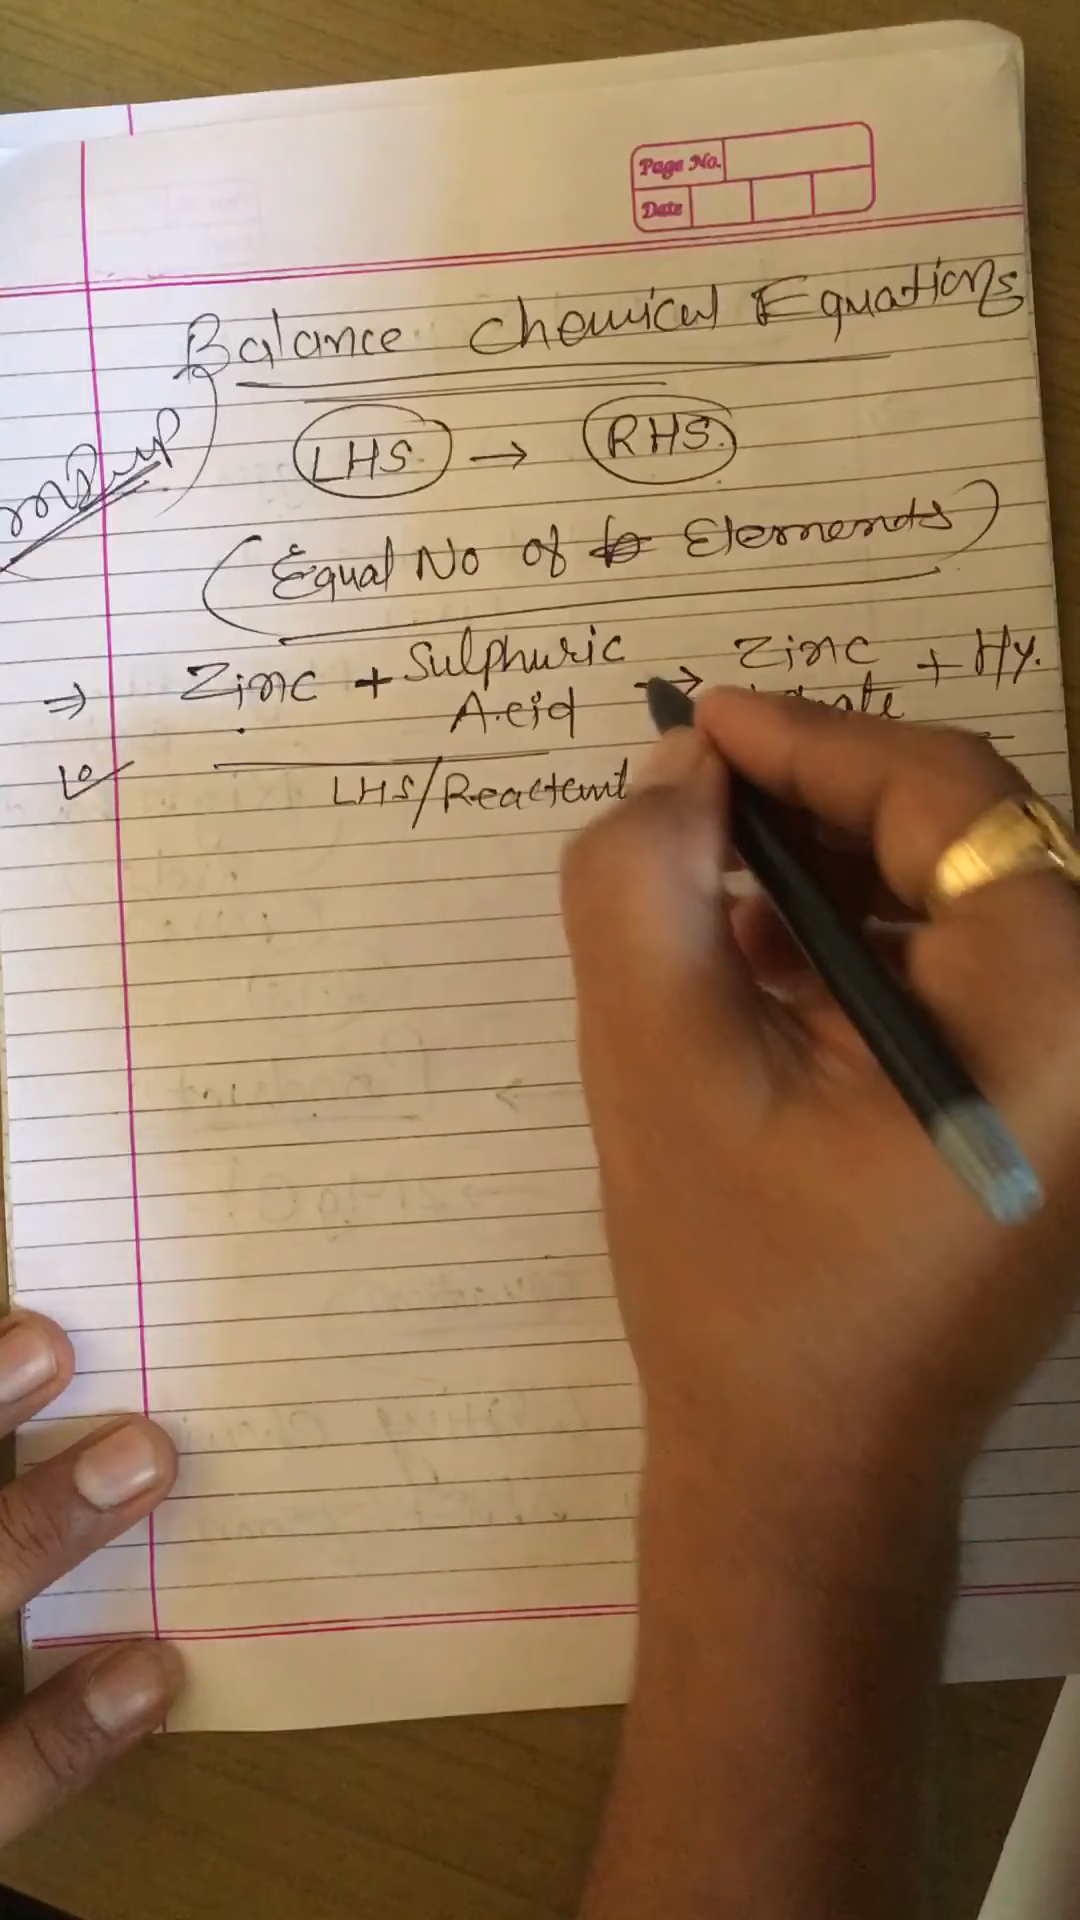 Page No.
Date
Balance Chemical Equations
LHS. → RHS.
(Equal No of Elements)
⇒ Zinc + Sulphuric Acid → Zinc + Hy.
LHS/Reactant